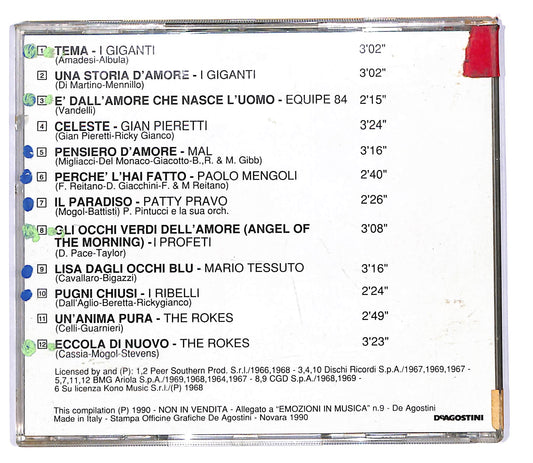 1 TEMA - I GIGANTI 3'02"
(Amadesi-Albula)
2 UNA STORIA D'AMORE - I GIGANTI 3'02"
(Di Martino-Mennillo)
3 E' DALL'AMORE CHE NASCE L'UOMO - EQUIPE 84 2'15"
(Vandelli)
4 CELESTE - GIAN PIERETTI 3'24"
(Gian Pieretti-Ricky Gianco)
5 PENSIERO D'AMORE - MAL 3'16"
(Migliacci-Del Monaco-Giacotto-B.,R. & M. Gibb)
6 PERCHE' L'HAI FATTO - PAOLO MENGOLI 2'40"
(F. Reitano-D. Giacchini-F. & M Reitano)
7 IL PARADISO - PATTY PRAVO 2'26"
(Mogol-Battisti) P. Pintucci e la sua orch.
8 GLI OCCHI VERDI DELL'AMORE (ANGEL OF 3'08"
THE MORNING) - I PROFETI
(D. Pace-Taylor)
9 LISA DAGLI OCCHI BLU - MARIO TESSUTO 3'16"
(Cavallaro-Bigazzi)
10 PUGNI CHIUSI - I RIBELLI 2'24"
(Dall'Aglio-Beretta-Rickygianco)
11 UN'ANIMA PURA - THE ROKES 2'49"
(Celli-Guarnieri)
12 ECCOLA DI NUOVO - THE ROKES 3'23"
(Cassia-Mogol-Stevens)
Licensed by and (P): 1,2 Peer Southern Prod. S.r.l./1966,1968 - 3,4,10 Dischi Ricordi S.p.A./1967,1969,1967 -
5,7,11,12 BMG Ariola S.p.A./1969,1968,1964,1967 - 8,9 CGD S.p.A./1968,1969 -
6 Su licenza Kono Music S.r.l./(P) 1968
This compilation (P) 1990 - NON IN VENDITA - Allegato a "EMOZIONI IN MUSICA" n.9 - De Agostini
Made in Italy - Stampa Officine Grafiche De Agostini - Novara 1990 DeAGOSTINI